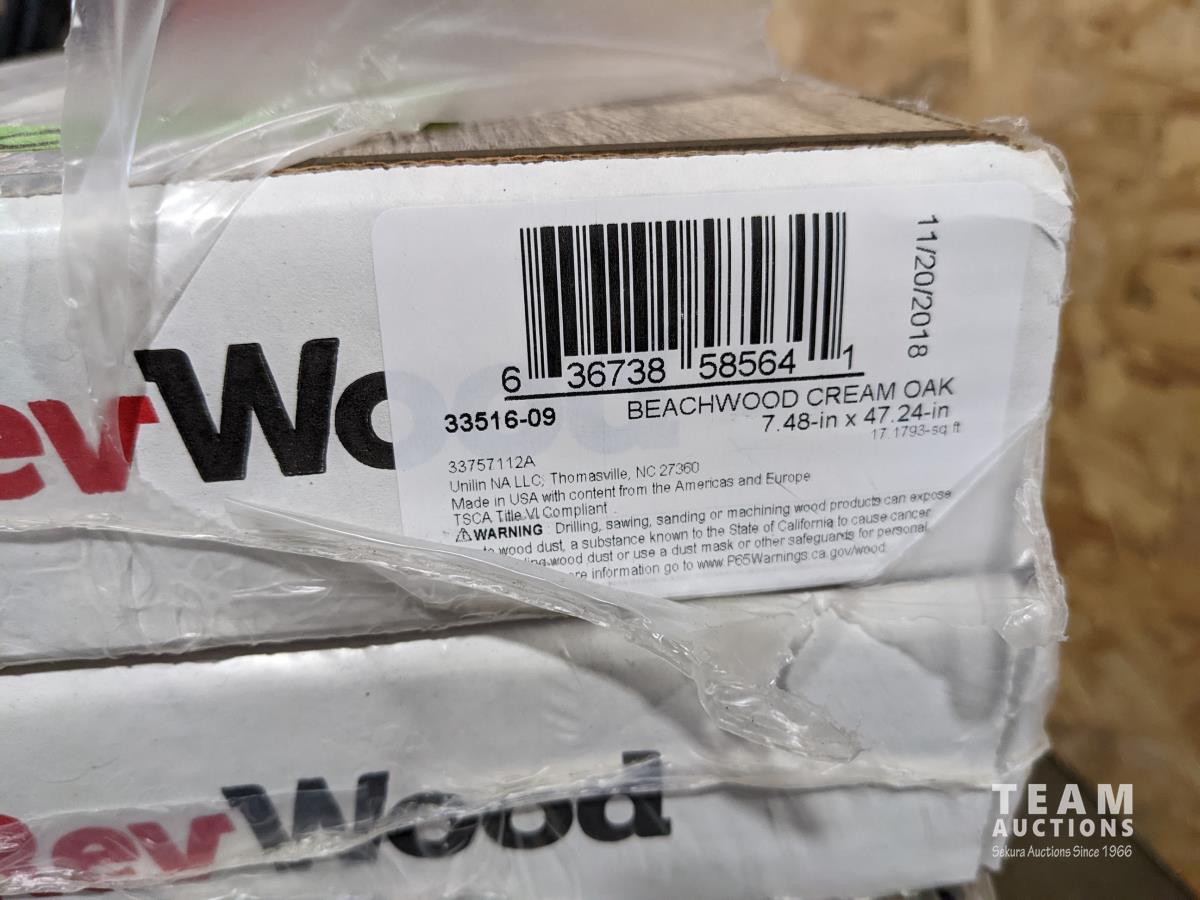 11/20/2018
6 36738 58564 1
33516-09
BEACHWOOD CREAM OAK
7.48-in x 47.24-in
17.1793-sq ft
33757112A
Unilin NA LLC; Thomasville, NC 27360
Made in USA with content from the Americas and Europe
TSCA Title VI Compliant
⚠WARNING Drilling, sawing, sanding or machining wood products can expose
wood dust, a substance known to the State of California to cause cancer
wood dust or use a dust mask or other safeguards for personal
information go to www.P65Warnings.ca.gov/wood
evWo
RevWood
TEAM
AUCTIONS
Sekura Auctions Since 1966